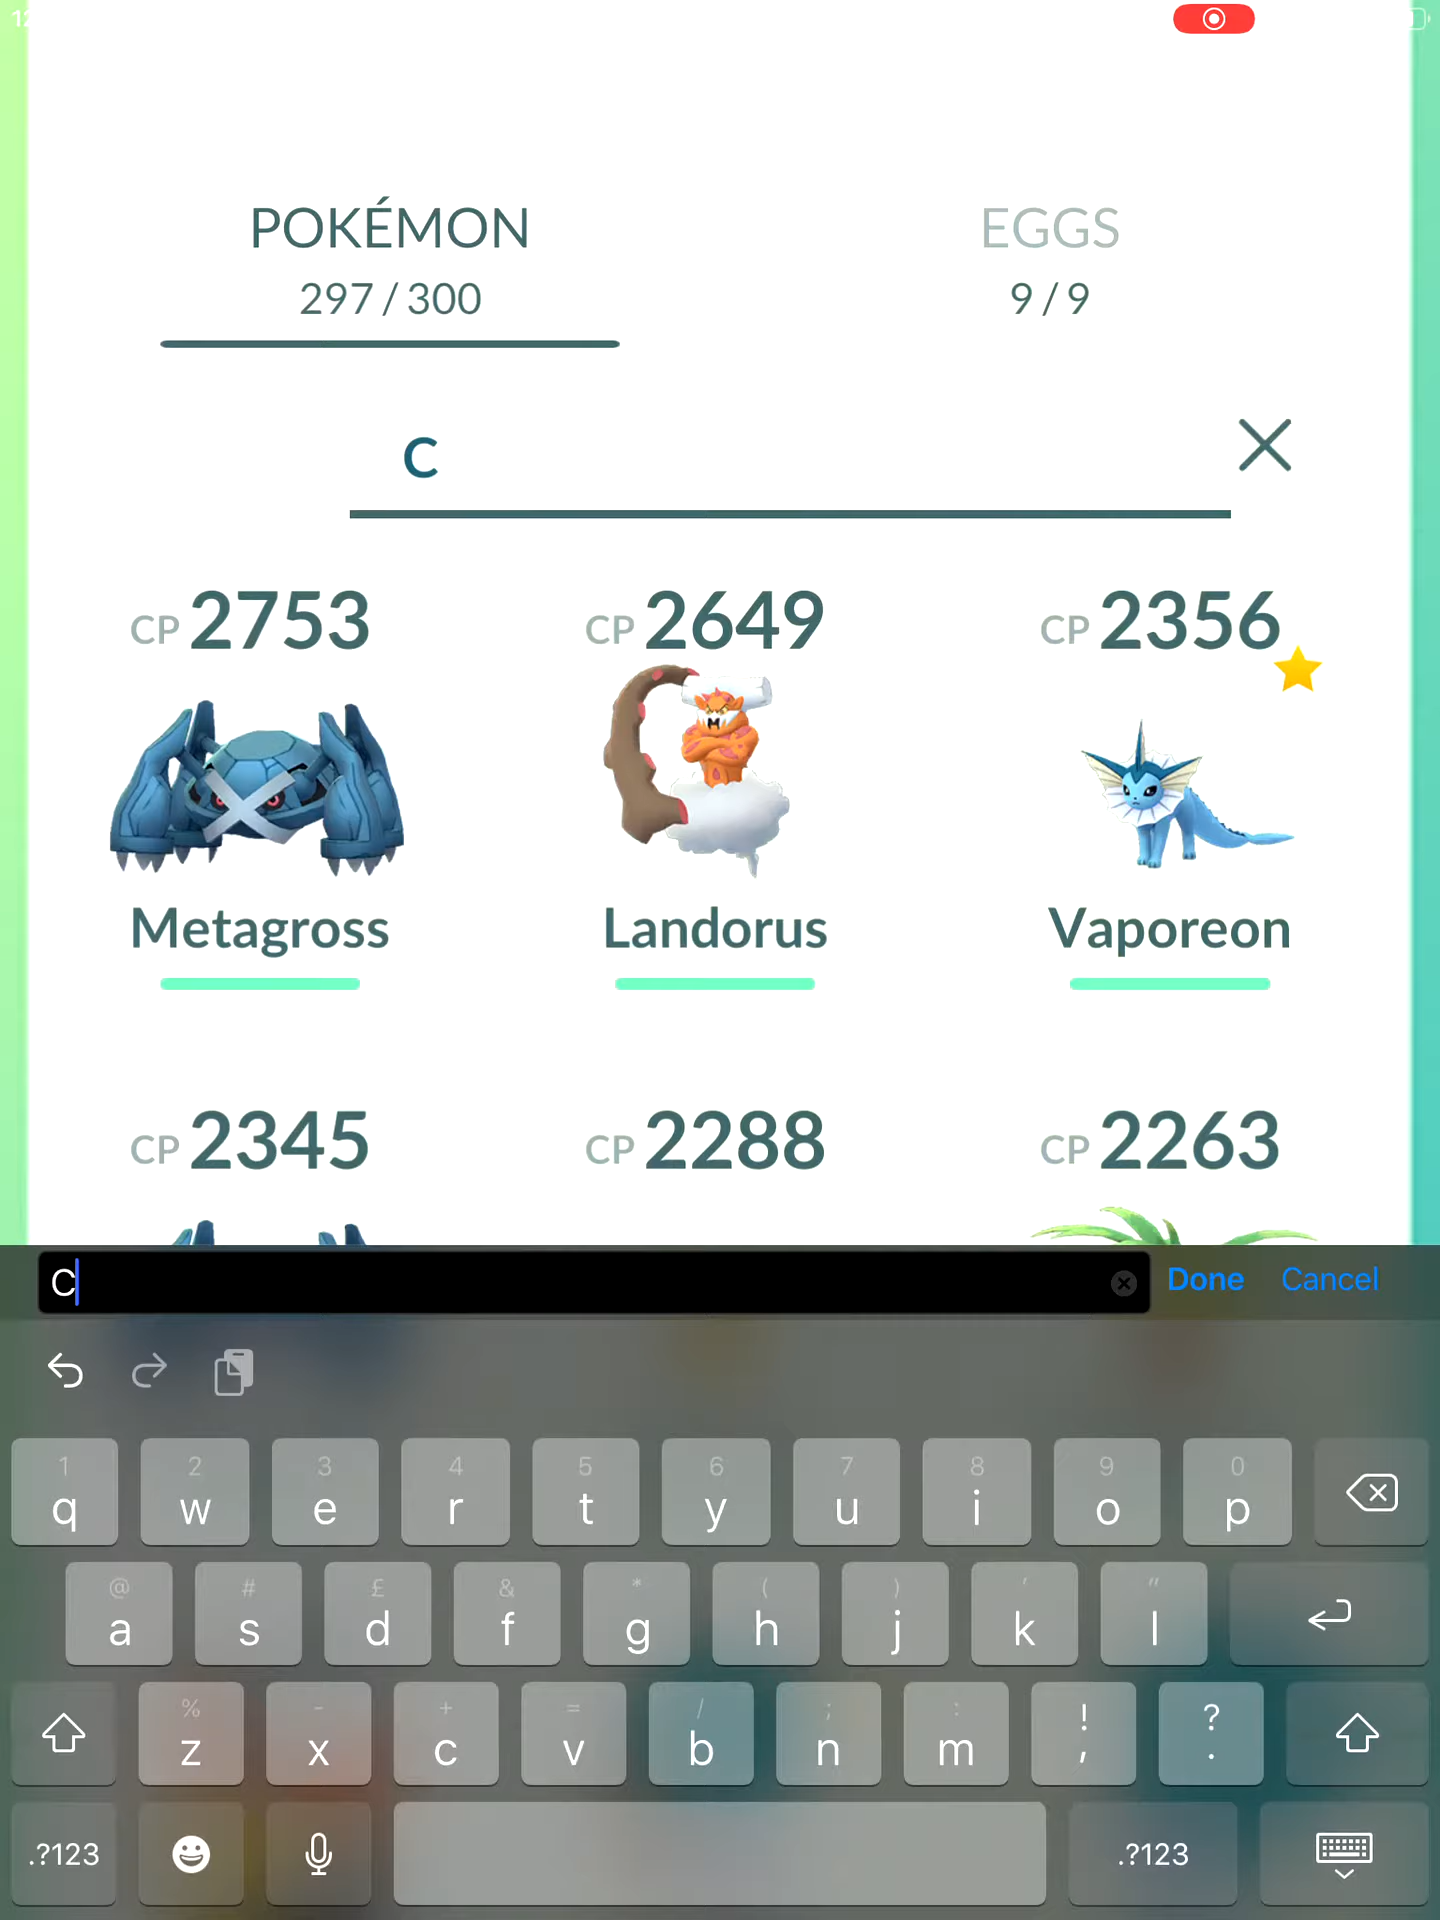 POKÉMON EGGS
297 / 300 9 / 9
C
CP 2753 CP 2649 CP 2356
Metagross Landorus Vaporeon
CP 2345 CP 2288 CP 2263
C Done Cancel
1 2 3 4 5 6 7 8 9 0
q w e r t y u i o p
@ # £ & * ( ) ' "
a s d f g h j k l
% - + = / ; : ! ?
z x c v b n m , .
.?123 .?123